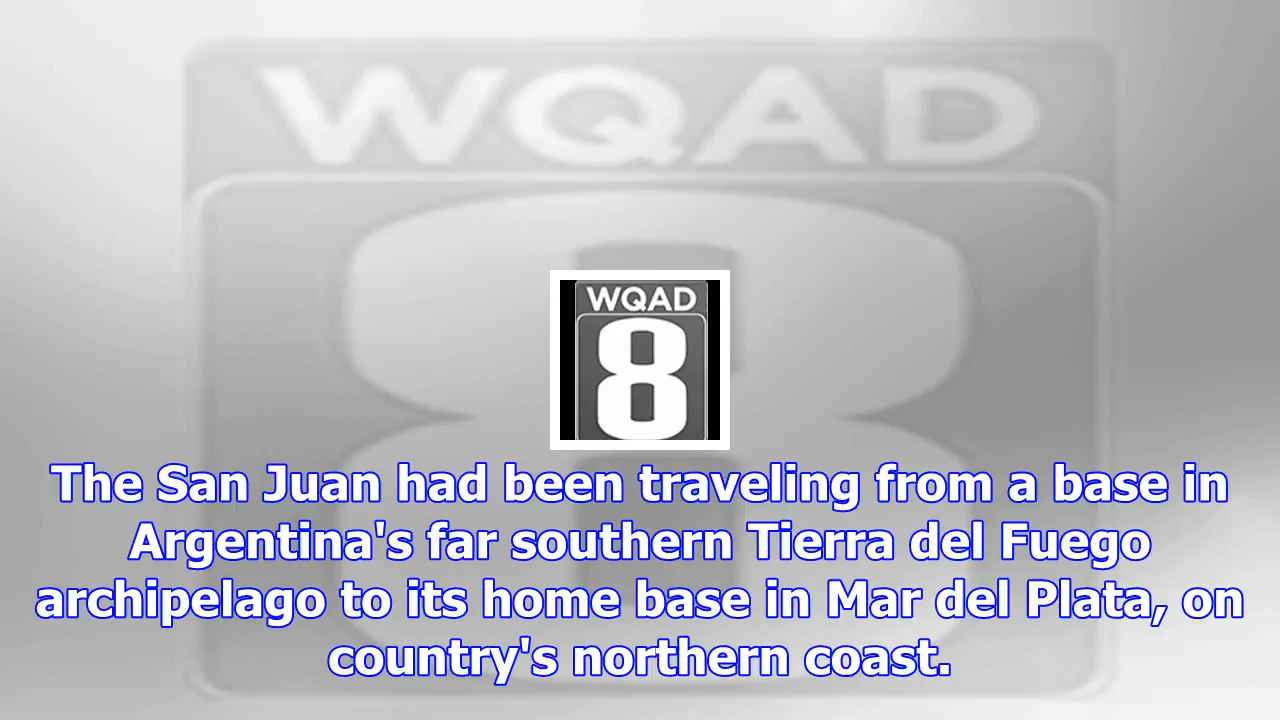 WQAD
8
WQAD
8
The San Juan had been traveling from a base in
Argentina's far southern Tierra del Fuego
archipelago to its home base in Mar del Plata, on
country's northern coast.